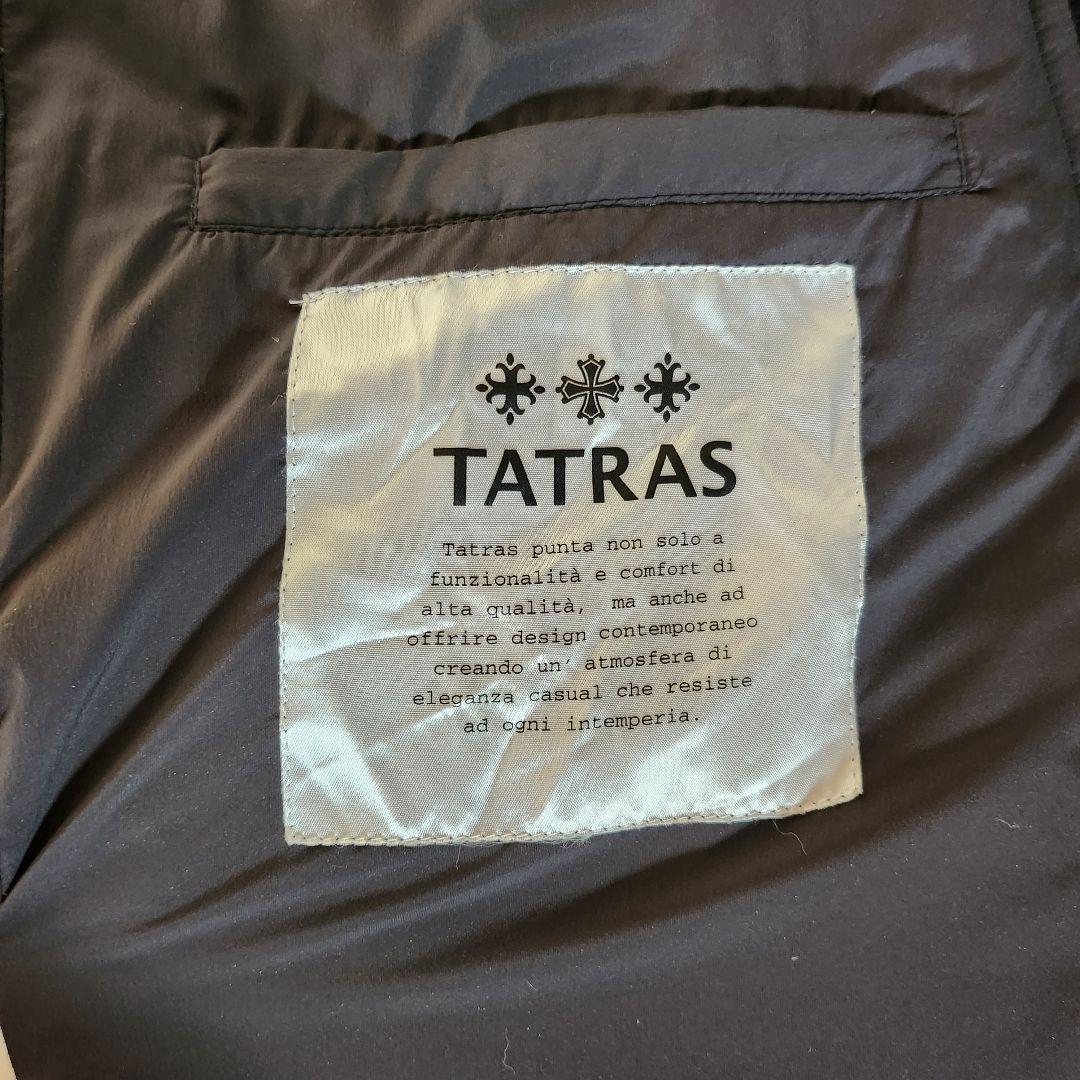 TATRAS
Tatras punta non solo a
funzionalità e comfort di
alta qualità, ma anche ad
offrire design contemporaneo
creando un' atmosfera di
eleganza casual che resiste
ad ogni intemperia.